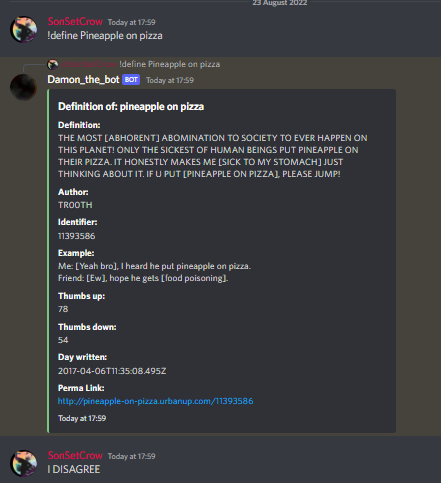 23 August 2022
SonSetCrow Today at 17:59
!define Pineapple on pizza
!define Pineapple on pizza
Damon_the_bot BOT Today at 17:59
Definition of: pineapple on pizza
Definition:
THE MOST [ABHORENT] ABOMINATION TO SOCIETY TO EVER HAPPEN ON
THIS PLANET! ONLY THE SICKEST OF HUMAN BEINGS PUT PINEAPPLE ON
THEIR PIZZA. IT HONESTLY MAKES ME [SICK TO MY STOMACH] JUST
THINKING ABOUT IT. IF U PUT [PINEAPPLE ON PIZZA], PLEASE JUMP!
Author:
TR00TH
Identifier:
11393586
Example:
Me: [Yeah bro], I heard he put pineapple on pizza.
Friend: [Ew], hope he gets [food poisoning].
Thumbs up:
78
Thumbs down:
54
Day written:
2017-04-06T11:35:08.495Z
Perma Link:
http://pineapple-on-pizza.urbanup.com/11393586
Today at 17:59
SonSetCrow Today at 17:59
I DISAGREE